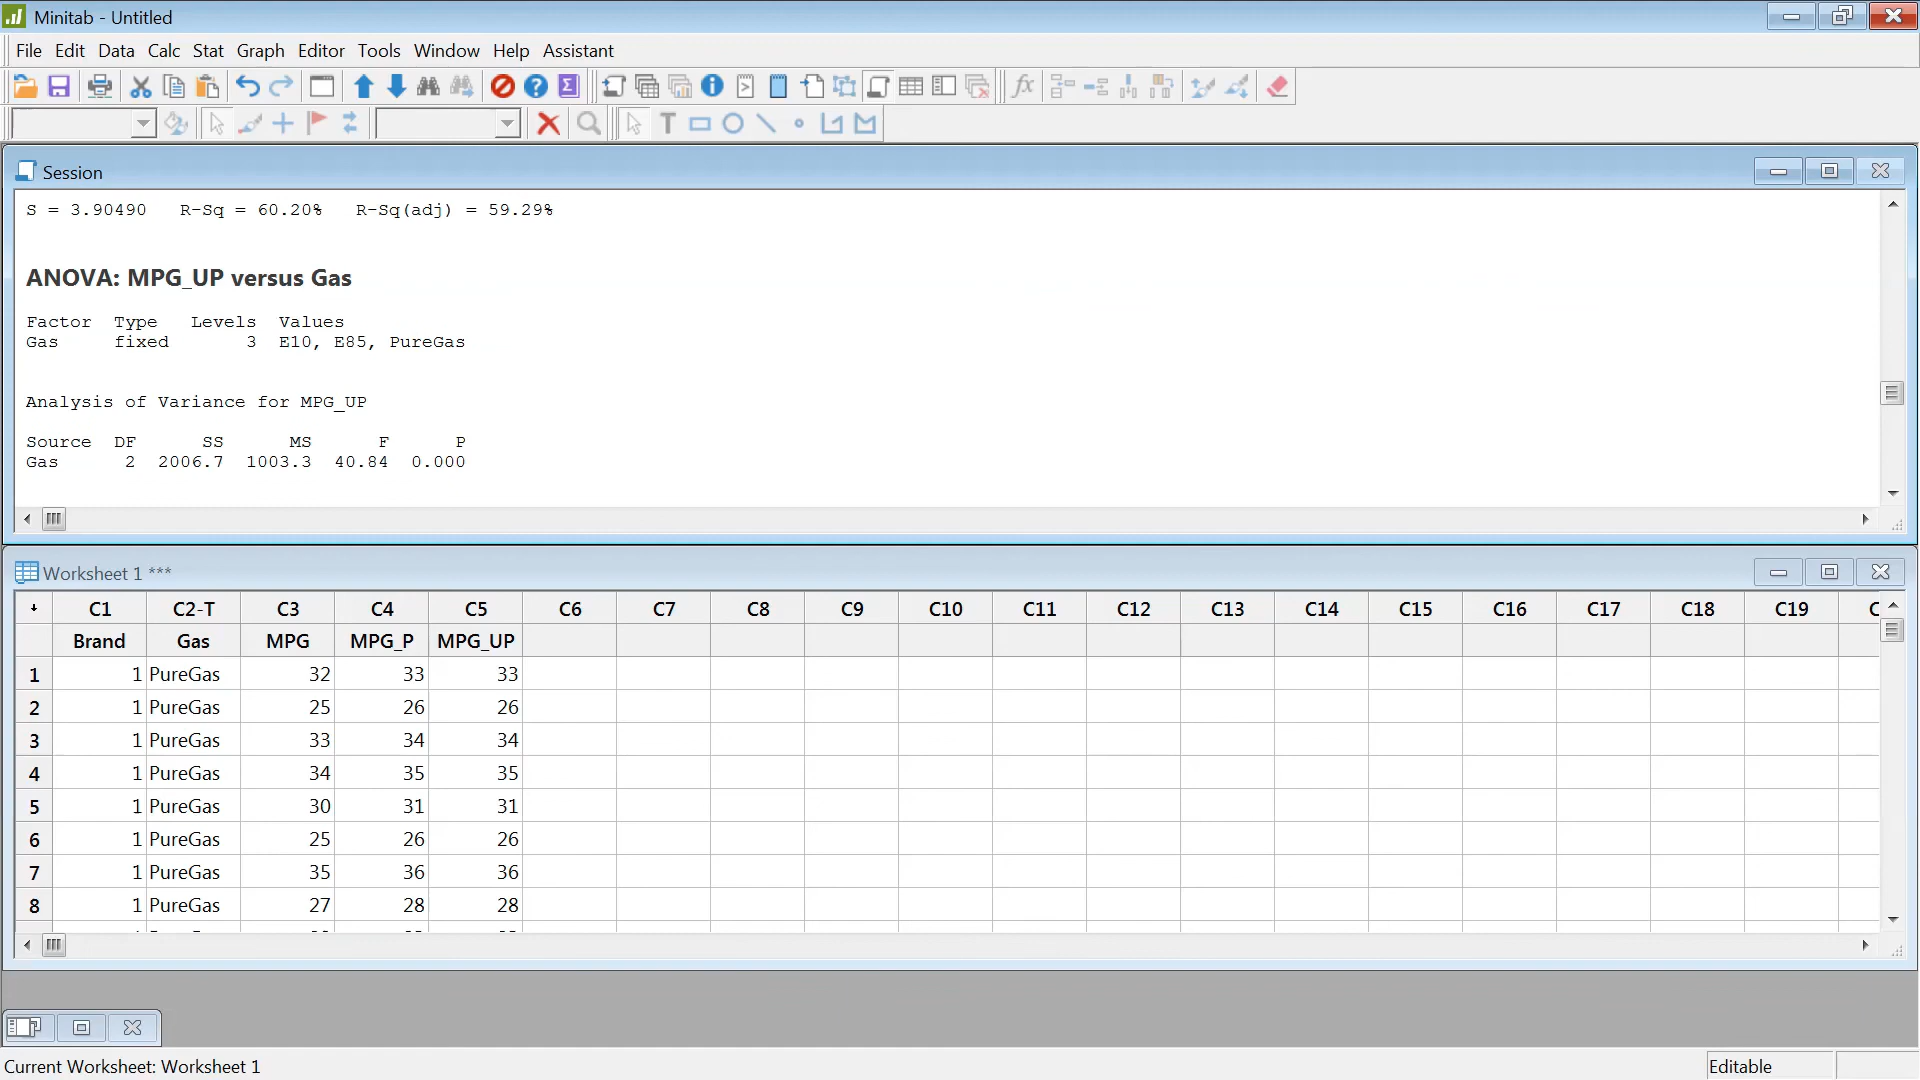 Minitab - Untitled
File Edit Data Calc Stat Graph Editor Tools Window Help Assistant
Session
S = 3.90490 R-Sq = 60.20% R-Sq(adj) = 59.29%
ANOVA: MPG_UP versus Gas
Factor Type Levels Values
Gas fixed 3 E10, E85, PureGas
Analysis of Variance for MPG_UP
Source DF SS MS F P
Gas 2 2006.7 1003.3 40.84 0.000
Worksheet 1 ***
C1 C2-T C3 C4 C5 C6 C7 C8 C9 C10 C11 C12 C13 C14 C15 C16 C17 C18 C19 C
Brand Gas MPG MPG_P MPG_UP
1 1 PureGas 32 33 33
2 1 PureGas 25 26 26
3 1 PureGas 33 34 34
4 1 PureGas 34 35 35
5 1 PureGas 30 31 31
6 1 PureGas 25 26 26
7 1 PureGas 35 36 36
8 1 PureGas 27 28 28
Current Worksheet: Worksheet 1
Editable